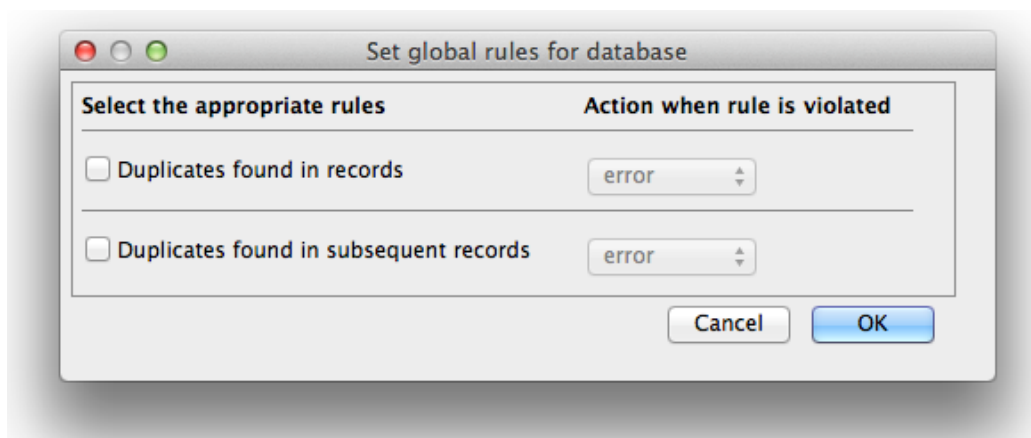 Set global rules for database
Select the appropriate rules Action when rule is violated
Duplicates found in records error
Duplicates found in subsequent records error
Cancel OK